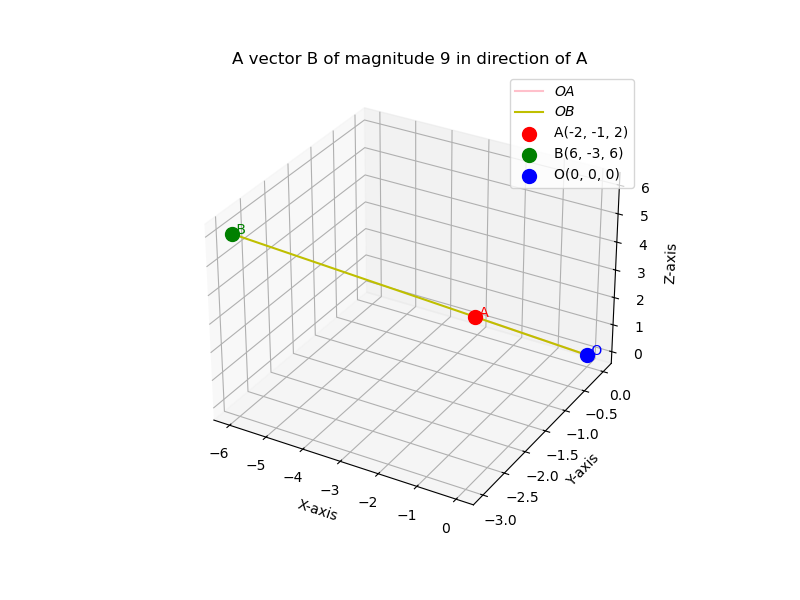 A vector B of magnitude 9 in direction of A
OA
OB
A(-2, -1, 2)
B(6, -3, 6)
O(0, 0, 0)
B
A
O
6
5
4
3
2
1
0
Z-axis
0.0
−0.5
−1.0
−1.5
−2.0
−2.5
−3.0
Y-axis
−6
−5
−4
−3
−2
−1
0
X-axis